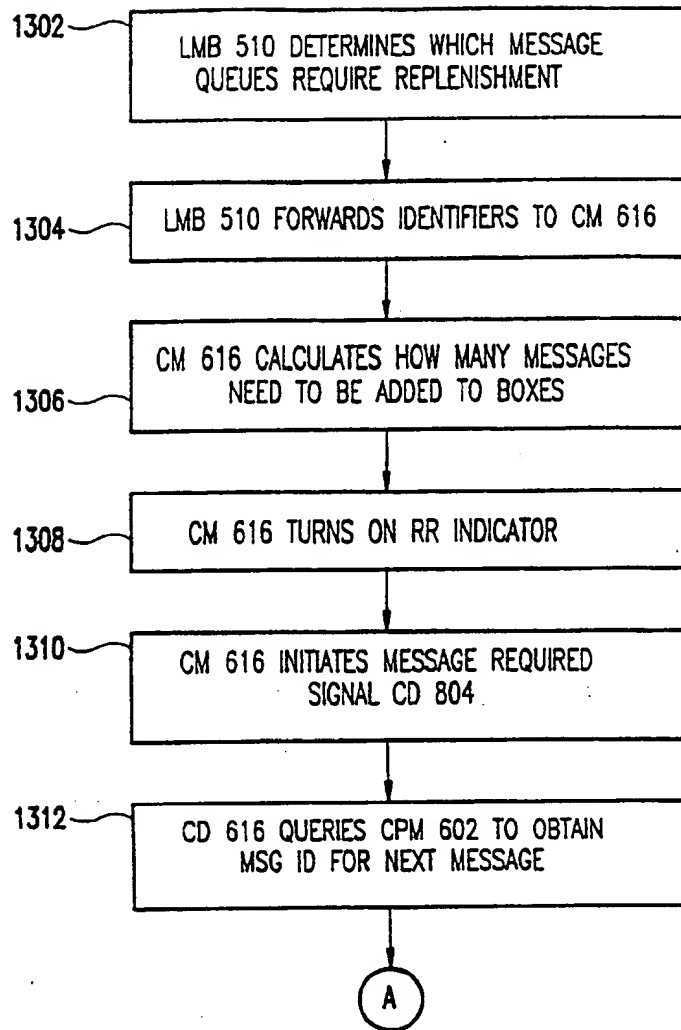 1302
LMB 510 DETERMINES WHICH MESSAGE
QUEUES REQUIRE REPLENISHMENT
1304
LMB 510 FORWARDS IDENTIFIERS TO CM 616
1306
CM 616 CALCULATES HOW MANY MESSAGES
NEED TO BE ADDED TO BOXES
1308
CM 616 TURNS ON RR INDICATOR
1310
CM 616 INITIATES MESSAGE REQUIRED
SIGNAL CD 804
1312
CD 616 QUERIES CPM 602 TO OBTAIN
MSG ID FOR NEXT MESSAGE
A